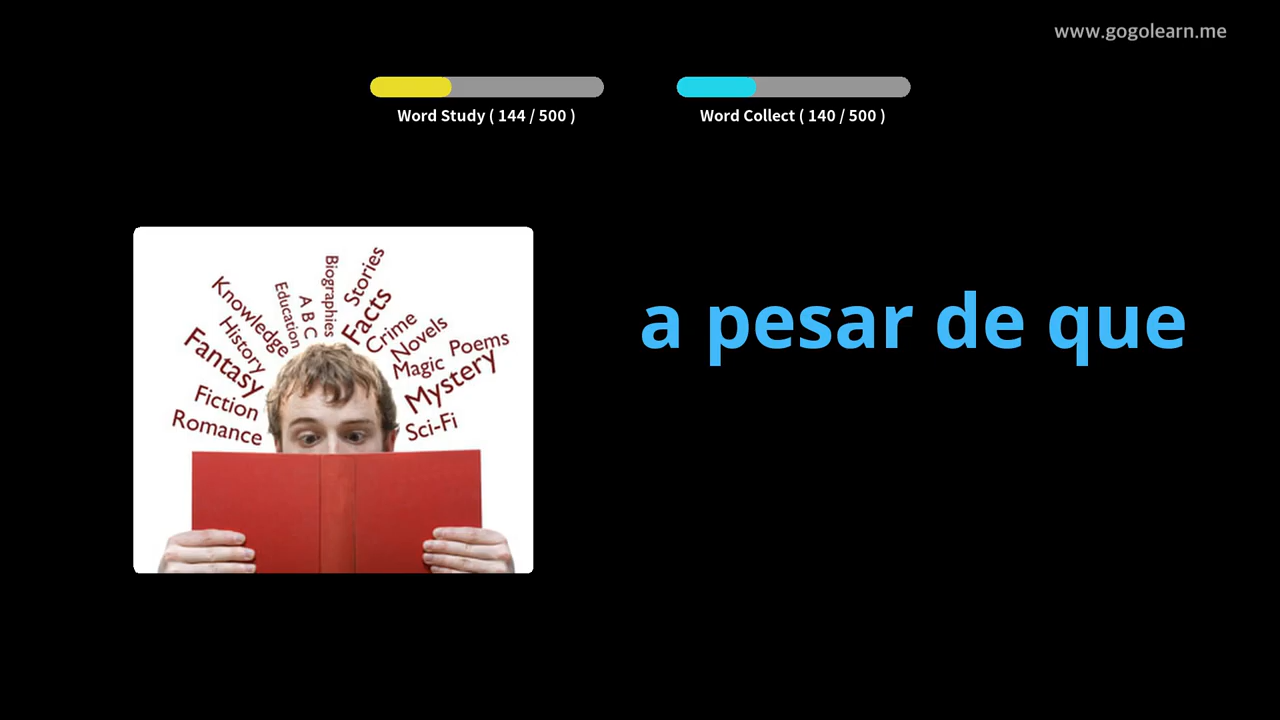 www.gogolearn.me
Word Study ( 144 / 500 )
Word Collect ( 140 / 500 )
a pesar de que
Biographies
Stories
Knowledge
Education
A B C
Facts
Crime
History
Novels
Fantasy
Poems
Magic
Mystery
Fiction
Romance
Sci-Fi